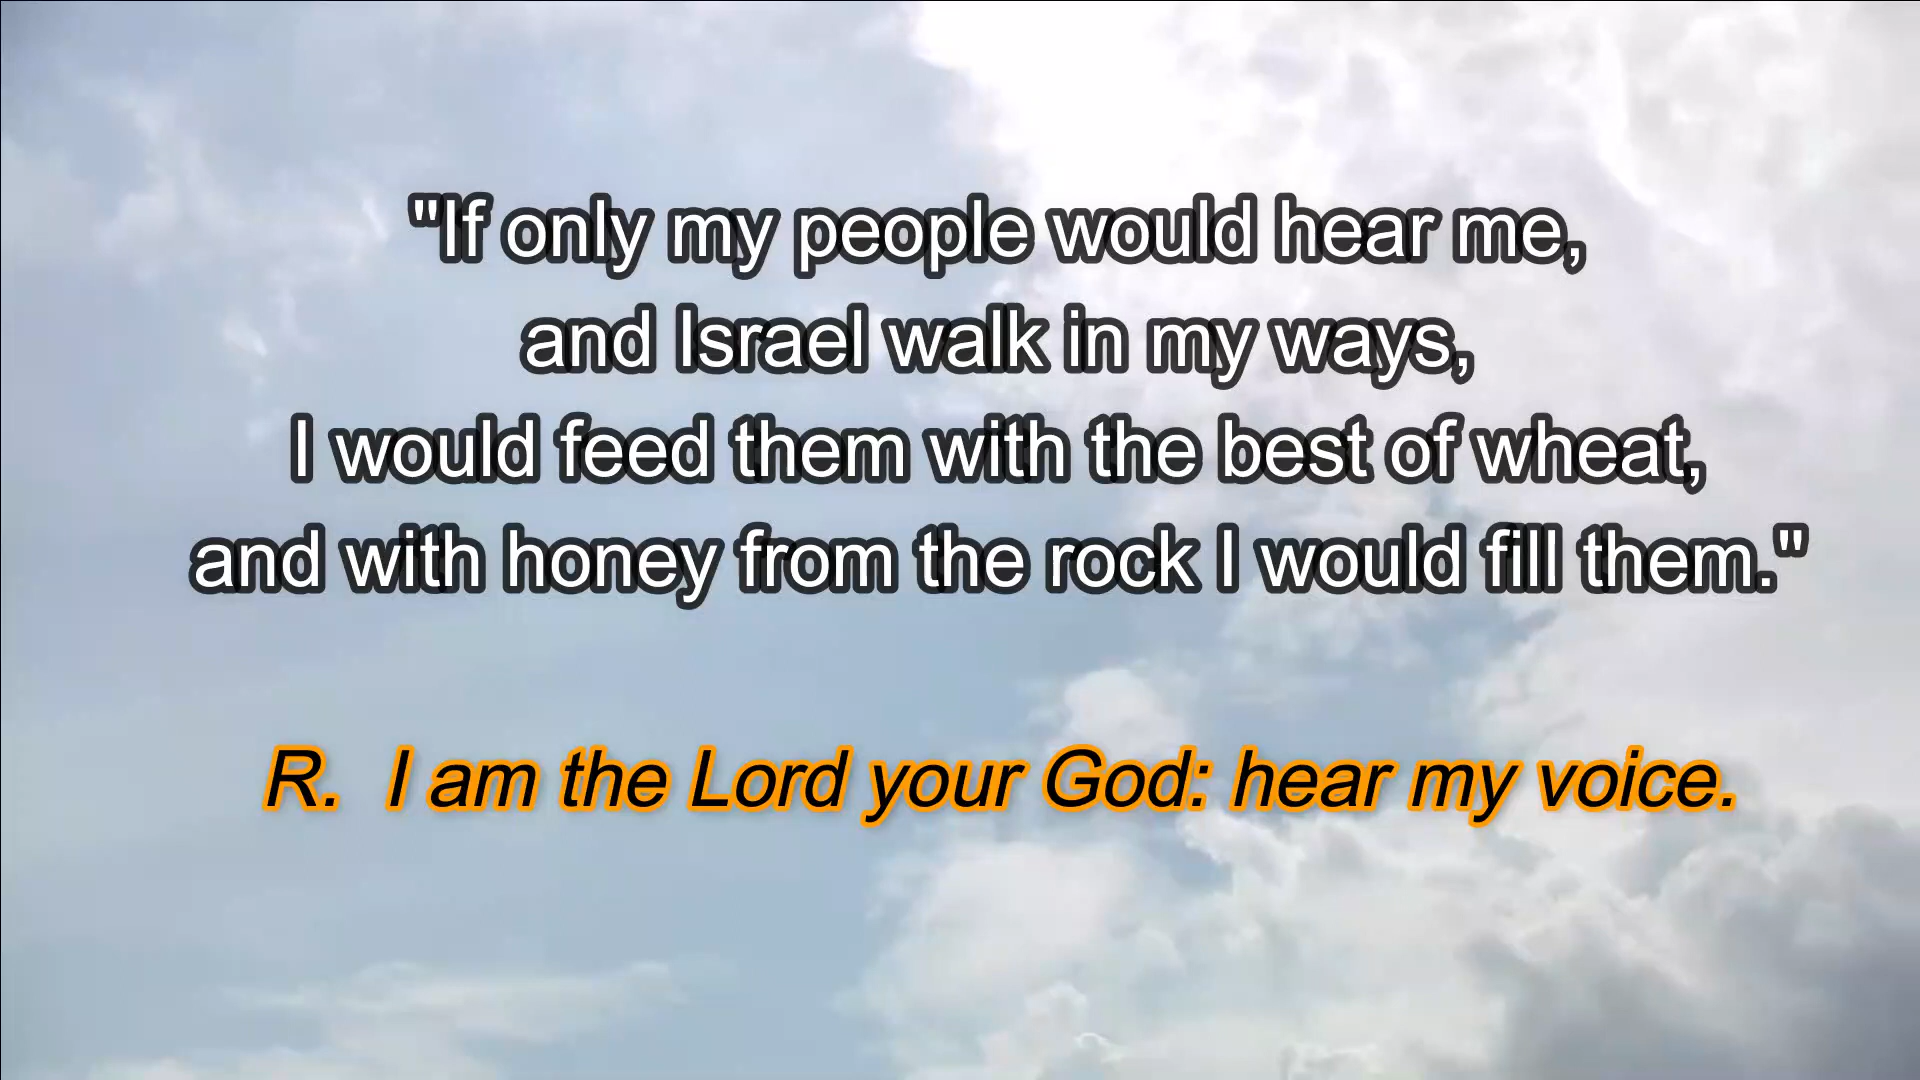 "If only my people would hear me,
and Israel walk in my ways,
I would feed them with the best of wheat,
and with honey from the rock I would fill them."
R. I am the Lord your God: hear my voice.